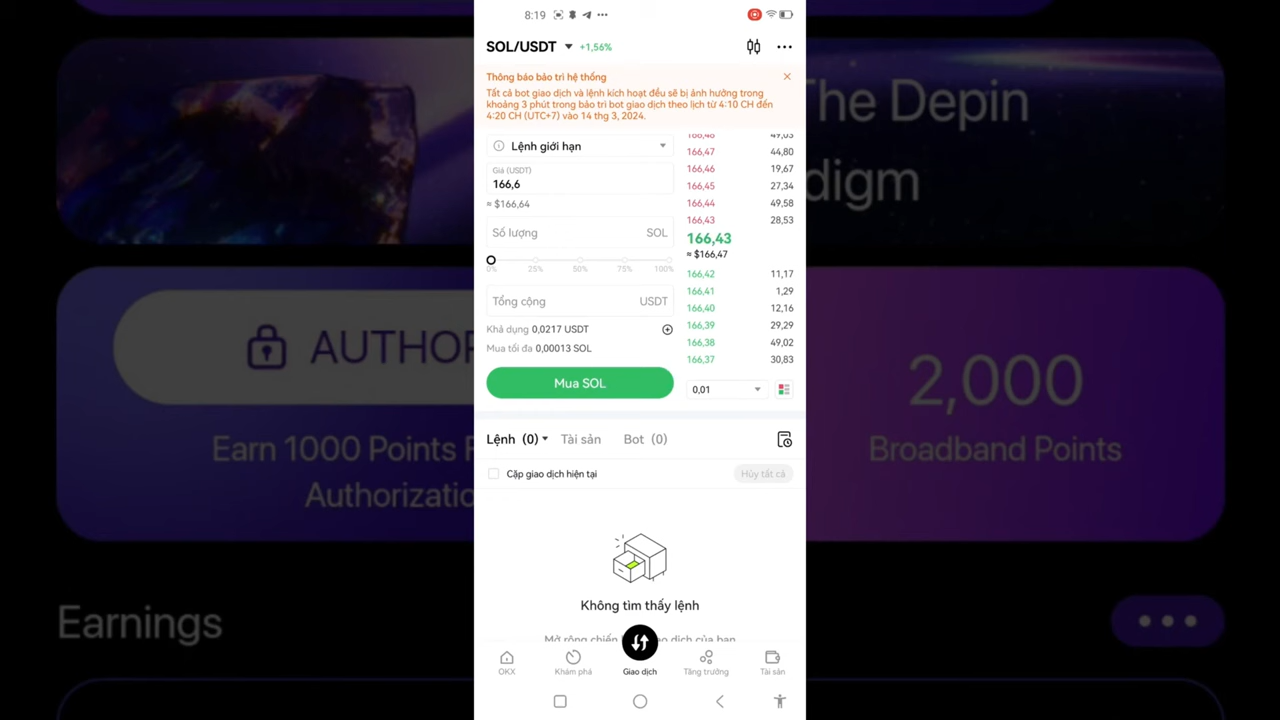 8:19
SOL/USDT +1,56%
Thông báo bảo trì hệ thống
Tất cả bot giao dịch và lệnh kích hoạt đều sẽ bị ảnh hưởng trong
khoảng 3 phút trong bảo trì bot giao dịch theo lịch từ 4:10 CH đến
4:20 CH (UTC+7) vào 14 thg 3, 2024.
Lệnh giới hạn
Giá (USDT)
166,6
≈ $166,64
Số lượng SOL
0% 25% 50% 75% 100%
Tổng cộng USDT
Khả dụng 0,0217 USDT
Mua tối đa 0,00013 SOL
Mua SOL
166,47 44,80
166,46 19,67
166,45 27,34
166,44 49,58
166,43 28,53
166,43
≈ $166,47
166,42 11,17
166,41 1,29
166,40 12,16
166,39 29,29
166,38 49,02
166,37 30,83
0,01
Lệnh (0) Tài sản Bot (0)
Cặp giao dịch hiện tại Hủy tất cả
Không tìm thấy lệnh
OKX Khám phá Giao dịch Tăng trưởng Tài sản
AUTHOR
Earn 1000 Points
Authorizatio
Earnings
The Depin
digm
2,000
Broadband Points